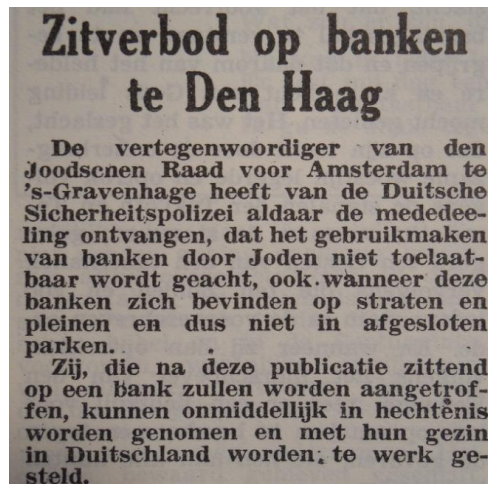 Zitverbod op banken
te Den Haag
De vertegenwoordiger van den
Joodscnen Raad voor Amsterdam te
's-Gravenhage heeft van de Duitsche
Sicherheitspolizei aldaar de mededee-
ling ontvangen, dat het gebruikmaken
van banken door Joden niet toelaat-
baar wordt geacht, ook wanneer deze
banken zich bevinden op straten en
pleinen en dus niet in afgesloten
parken.
Zij, die na deze publicatie zittend
op een bank zullen worden aangetrof-
fen, kunnen onmiddellijk in hechtenis
worden genomen en met hun gezin
in Duitschland worden te werk ge-
steld.